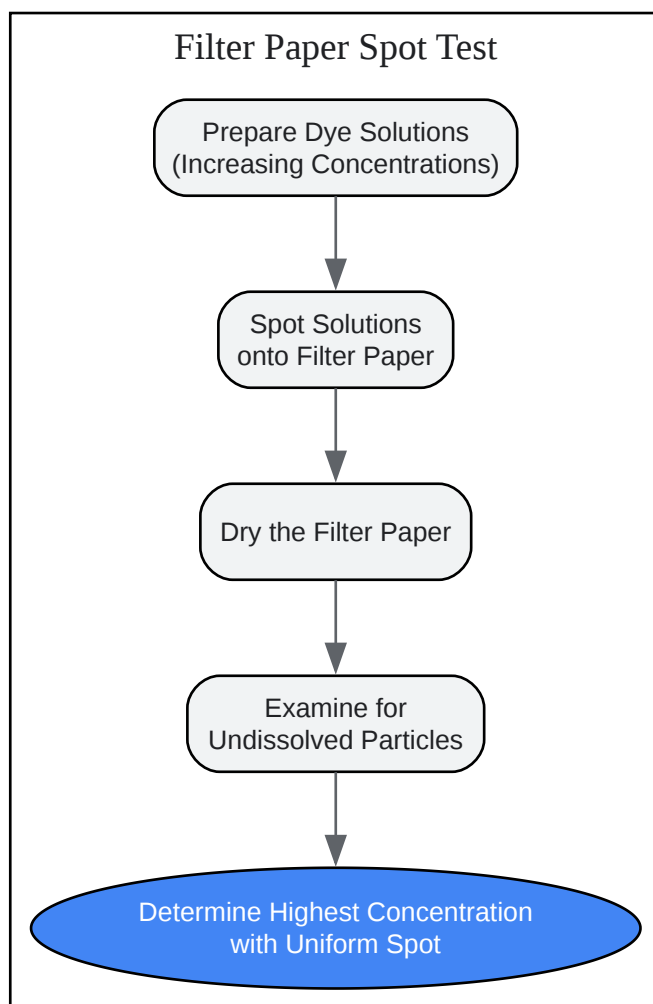 Filter Paper Spot Test
Prepare Dye Solutions
(Increasing Concentrations)
Spot Solutions
onto Filter Paper
Dry the Filter Paper
Examine for
Undissolved Particles
Determine Highest Concentration
with Uniform Spot